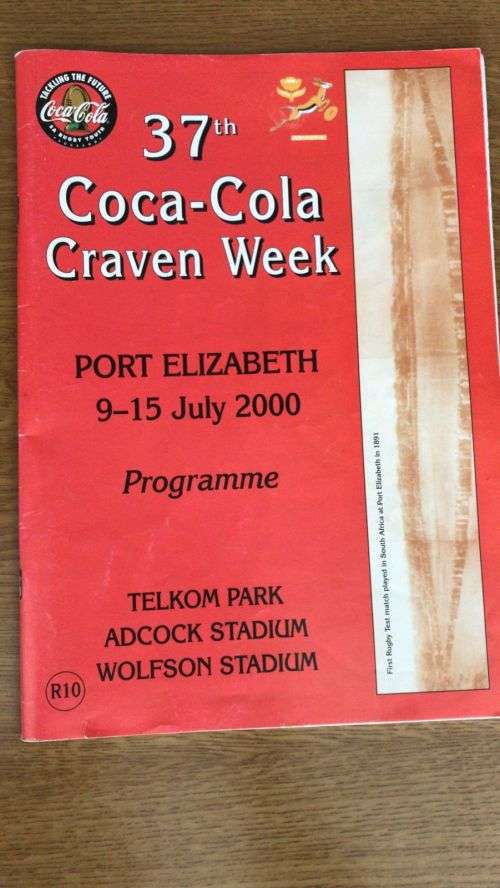 TACKLING THE FUTURE
Coca-Cola
SA RUGBY YOUTH
37th
Coca-Cola
Craven Week
PORT ELIZABETH
9–15 July 2000
Programme
TELKOM PARK
ADCOCK STADIUM
WOLFSON STADIUM
R10
First Rugby Test match played in South Africa at Port Elizabeth in 1891